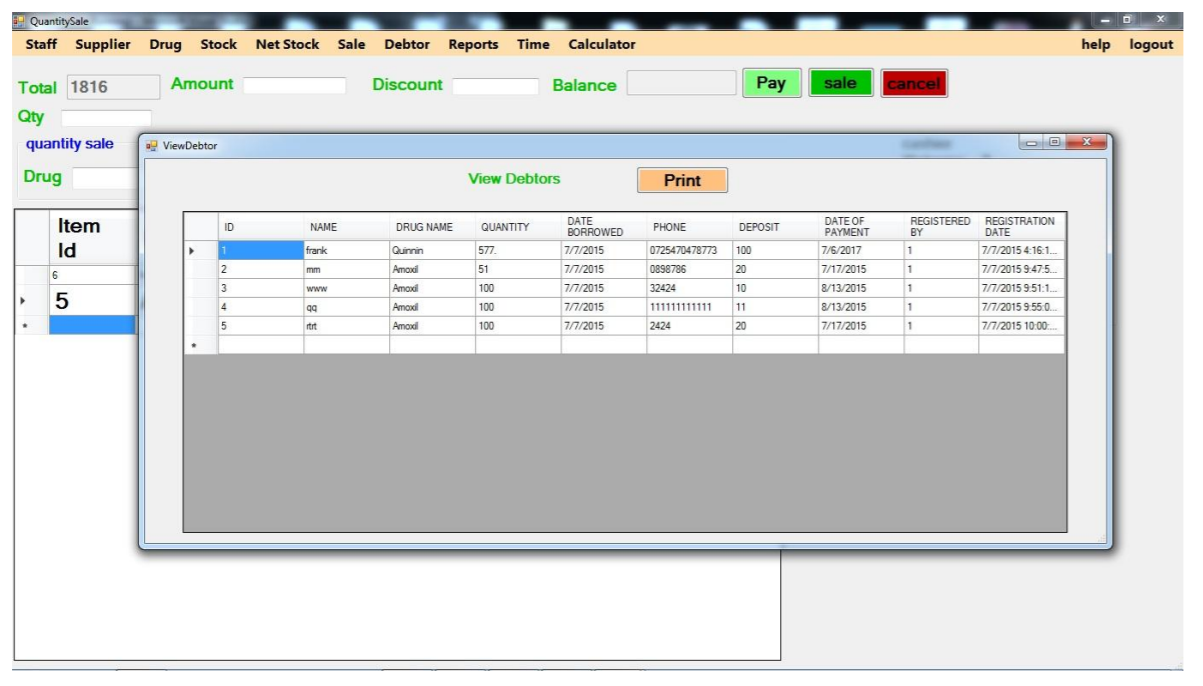 QuantitySale
Staff Supplier Drug Stock Net Stock Sale Debtor Reports Time Calculator help logout
Total 1816 Amount Discount Balance Pay sale cancel
Qty
quantity sale
Drug
Item Id
6
5
ViewDebtor
View Debtors Print
ID NAME DRUG NAME QUANTITY DATE BORROWED PHONE DEPOSIT DATE OF PAYMENT REGISTERED BY REGISTRATION DATE
1 frank Quinnin 577. 7/7/2015 0725470478773 100 7/6/2017 1 7/7/2015 4:16:1...
2 mm Amoxil 51 7/7/2015 0898786 20 7/17/2015 1 7/7/2015 9:47:5...
3 www Amoxil 100 7/7/2015 32424 10 8/13/2015 1 7/7/2015 9:51:1...
4 qq Amoxil 100 7/7/2015 111111111111 11 8/13/2015 1 7/7/2015 9:55:0...
5 Amoxil 100 7/7/2015 2424 20 7/17/2015 1 7/7/2015 10:00:...